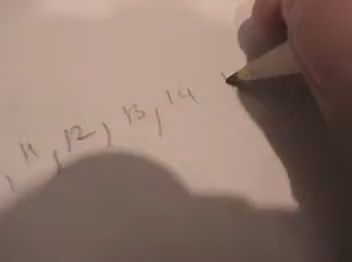 , 11 , 12 , 13 , 14